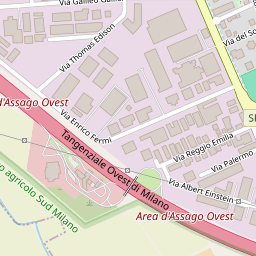 Via Galileo Galilei
Via Thomas Edison
Via del So
d'Assago Ovest
Via Enrico Fermi
Tangenziale Ovest di Milano
Via Reggio Emilia
Via Palermo
o agricolo Sud Milano
Via Albert Einstein
Area d'Assago Ovest